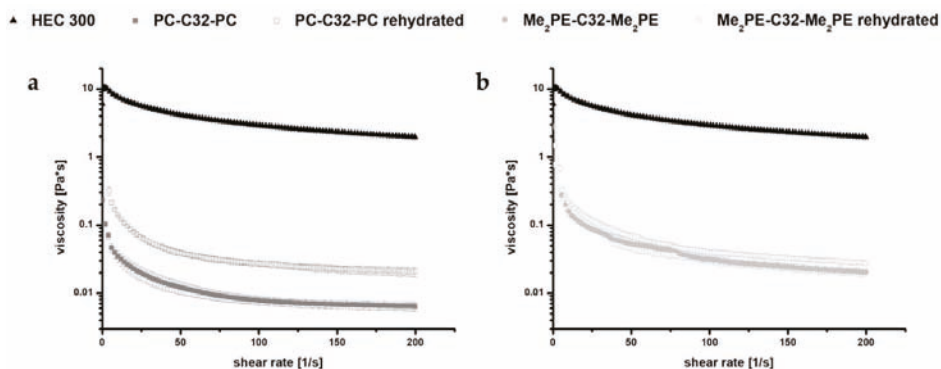 HEC 300 PC-C32-PC PC-C32-PC rehydrated Me₂PE-C32-Me₂PE Me₂PE-C32-Me₂PE rehydrated
a
10
1
0.1
0.01
viscosity [Pa*s]
0 50 100 150 200
shear rate [1/s]
b
10
1
0.1
0.01
viscosity [Pa*s]
0 50 100 150 200
shear rate [1/s]